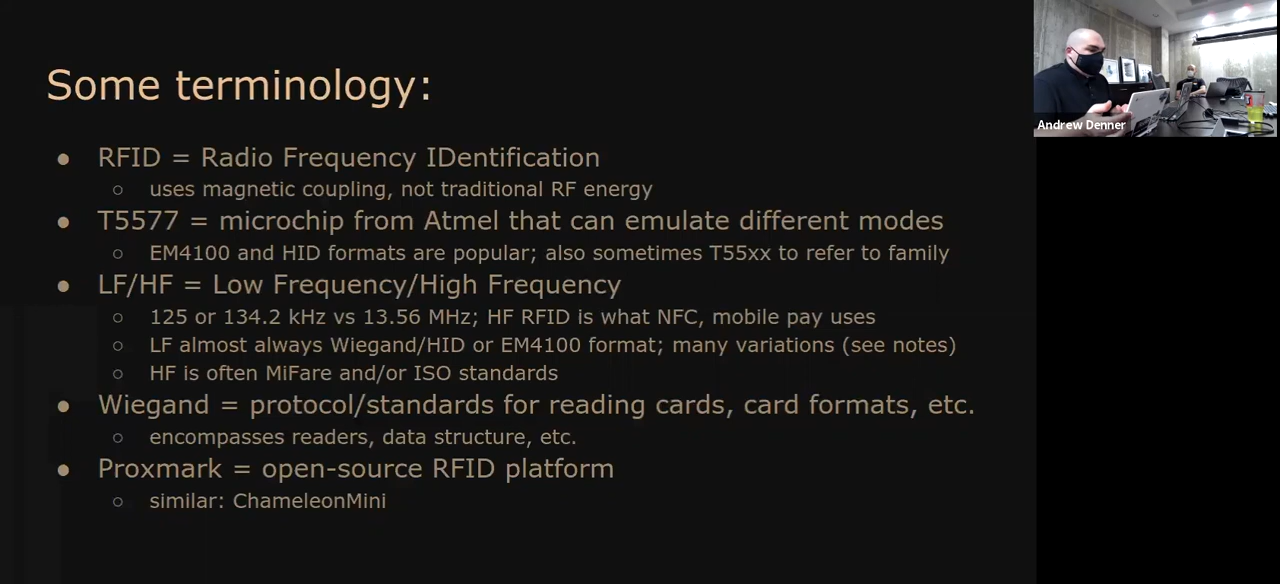 Some terminology:
● RFID = Radio Frequency IDentification
○ uses magnetic coupling, not traditional RF energy
● T5577 = microchip from Atmel that can emulate different modes
○ EM4100 and HID formats are popular; also sometimes T55xx to refer to family
● LF/HF = Low Frequency/High Frequency
○ 125 or 134.2 kHz vs 13.56 MHz; HF RFID is what NFC, mobile pay uses
○ LF almost always Wiegand/HID or EM4100 format; many variations (see notes)
○ HF is often MiFare and/or ISO standards
● Wiegand = protocol/standards for reading cards, card formats, etc.
○ encompasses readers, data structure, etc.
● Proxmark = open-source RFID platform
○ similar: ChameleonMini
Andrew Denner